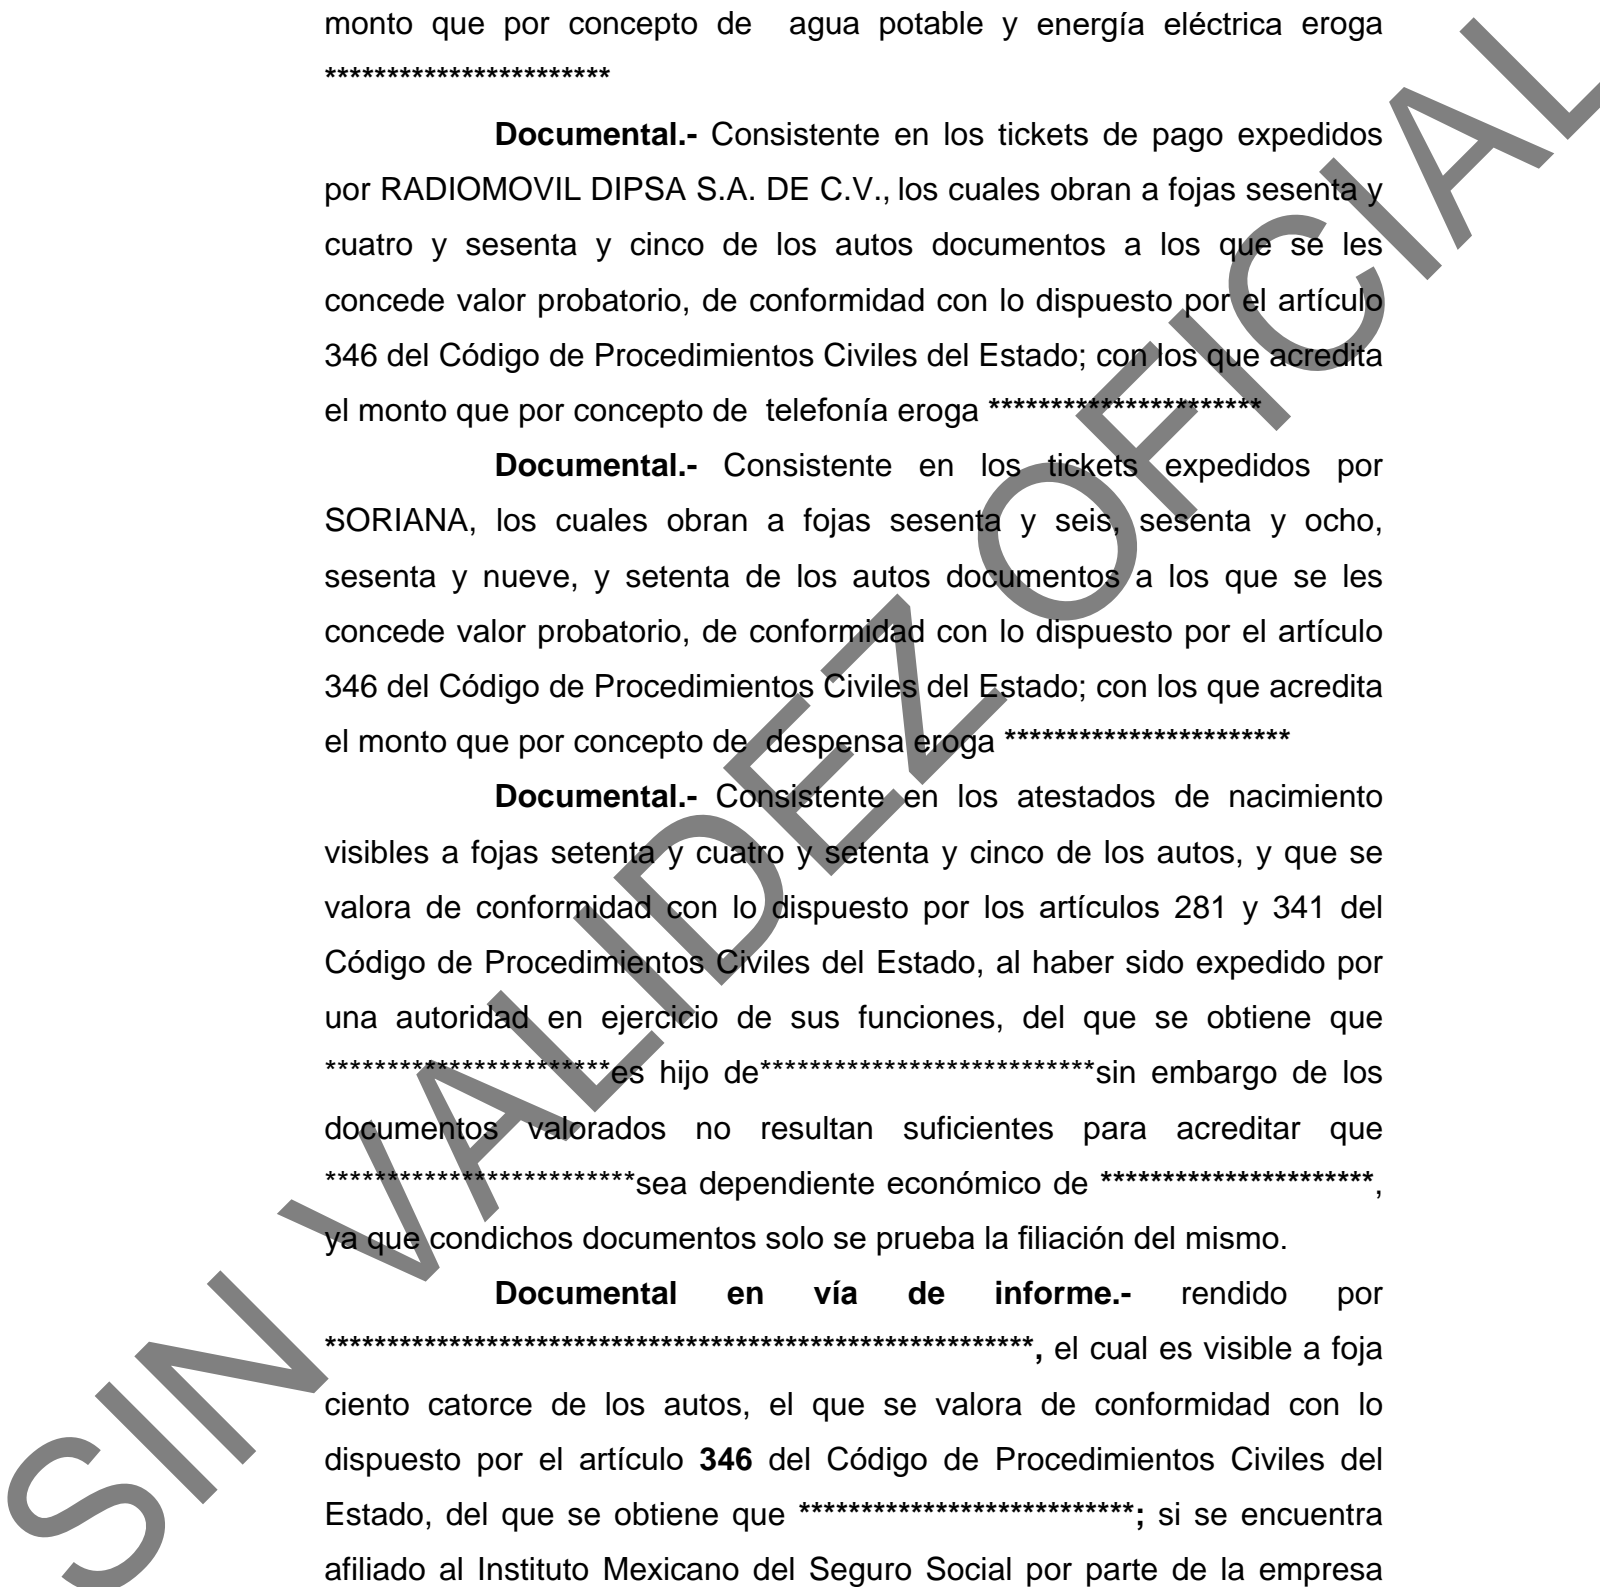 monto que por concepto de agua potable y energía eléctrica eroga
***********************
Documental.- Consistente en los tickets de pago expedidos
por RADIOMOVIL DIPSA S.A. DE C.V., los cuales obran a fojas sesenta y
cuatro y sesenta y cinco de los autos documentos a los que se les
concede valor probatorio, de conformidad con lo dispuesto por el artículo
346 del Código de Procedimientos Civiles del Estado; con los que acredita
el monto que por concepto de telefonía eroga **********************
Documental.- Consistente en los tickets expedidos por
SORIANA, los cuales obran a fojas sesenta y seis, sesenta y ocho,
sesenta y nueve, y setenta de los autos documentos a los que se les
concede valor probatorio, de conformidad con lo dispuesto por el artículo
346 del Código de Procedimientos Civiles del Estado; con los que acredita
el monto que por concepto de despensa eroga ***********************
Documental.- Consistente en los atestados de nacimiento
visibles a fojas setenta y cuatro y setenta y cinco de los autos, y que se
valora de conformidad con lo dispuesto por los artículos 281 y 341 del
Código de Procedimientos Civiles del Estado, al haber sido expedido por
una autoridad en ejercicio de sus funciones, del que se obtiene que
***********************es hijo de***************************sin embargo de los
documentos valorados no resultan suficientes para acreditar que
*************************sea dependiente económico de **********************,
ya que condichos documentos solo se prueba la filiación del mismo.
Documental en vía de informe.- rendido por
*********************************************************, el cual es visible a foja
ciento catorce de los autos, el que se valora de conformidad con lo
dispuesto por el artículo 346 del Código de Procedimientos Civiles del
Estado, del que se obtiene que ***************************; si se encuentra
afiliado al Instituto Mexicano del Seguro Social por parte de la empresa
SIN VALIDEZ OFICIAL